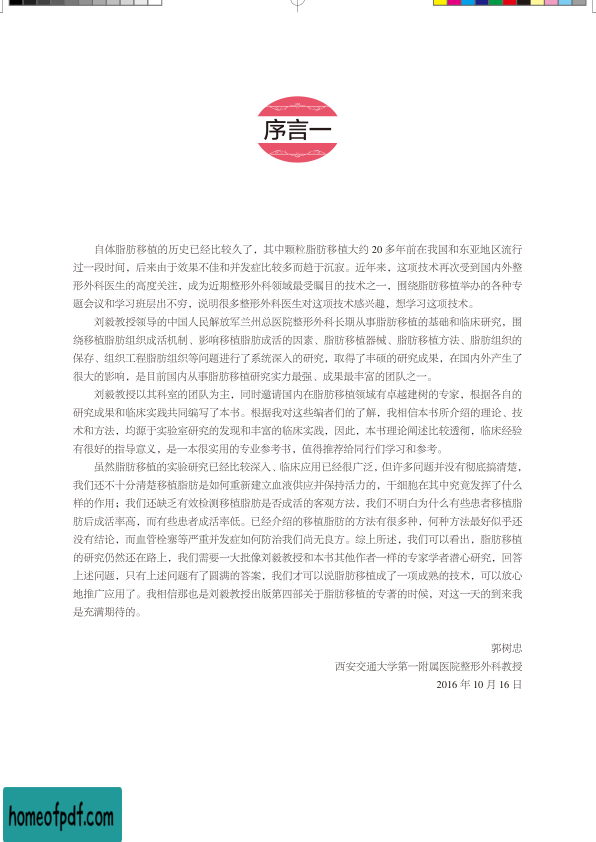 序言一
自体脂肪移植的历史已经比较久了，其中颗粒脂肪移植大约 20 多年前在我国和东亚地区流行
过一段时间，后来由于效果不佳和并发症比较多而趋于沉寂。近年来，这项技术再次受到国内外整
形外科医生的高度关注，成为近期整形外科领域最受瞩目的技术之一，围绕脂肪移植举办的各种专
题会议和学习班层出不穷，说明很多整形外科医生对这项技术感兴趣，想学习这项技术。
刘毅教授领导的中国人民解放军兰州总医院整形外科长期从事脂肪移植的基础和临床研究，围
绕移植脂肪组织成活机制、影响移植脂肪成活的因素、脂肪移植器械、脂肪移植方法、脂肪组织的
保存、组织工程脂肪组织等问题进行了系统深入的研究，取得了丰硕的研究成果，在国内外产生了
很大的影响，是目前国内从事脂肪移植研究实力最强、成果最丰富的团队之一。
刘毅教授以其科室的团队为主，同时邀请国内在脂肪移植领域有卓越建树的专家，根据各自的
研究成果和临床实践共同编写了本书。根据我对这些编者们的了解，我相信本书所介绍的理论、技
术和方法，均源于实验室研究的发现和丰富的临床实践，因此，本书理论阐述比较透彻，临床经验
有很好的指导意义，是一本很实用的专业参考书，值得推荐给同行们学习和参考。
虽然脂肪移植的实验研究已经比较深入、临床应用已经很广泛，但许多问题并没有彻底搞清楚，
我们还不十分清楚移植脂肪是如何重新建立血液供应并保持活力的，干细胞在其中究竟发挥了什么
样的作用；我们还缺乏有效检测移植脂肪是否成活的客观方法，我们不明白为什么有些患者移植脂
肪后成活率高，而有些患者成活率低。已经介绍的移植脂肪的方法有很多种，何种方法最好似乎还
没有结论，而血管栓塞等严重并发症如何防治我们尚无良方。综上所述，我们可以看出，脂肪移植
的研究仍然还在路上，我们需要一大批像刘毅教授和本书其他作者一样的专家学者潜心研究，回答
上述问题，只有上述问题有了圆满的答案，我们才可以说脂肪移植成了一项成熟的技术，可以放心
地推广应用了。我相信那也是刘毅教授出版第四部关于脂肪移植的专著的时候，对这一天的到来我
是充满期待的。
郭树忠
西安交通大学第一附属医院整形外科教授
2016 年 10 月 16 日
homeofpdf.com